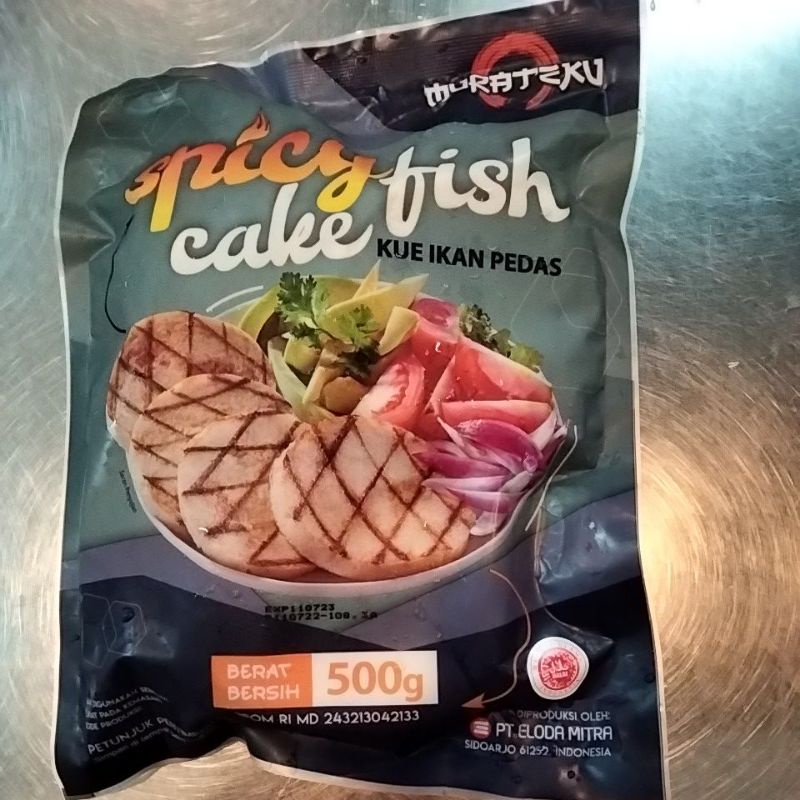 MURATEKU
spicy
cake fish
KUE IKAN PEDAS
EXP110723
BERAT
BERSIH
500g
RI MD 243213042133
DIPRODUKSI OLEH:
PT. ELODA MITRA
SIDOARJO 61252, INDONESIA